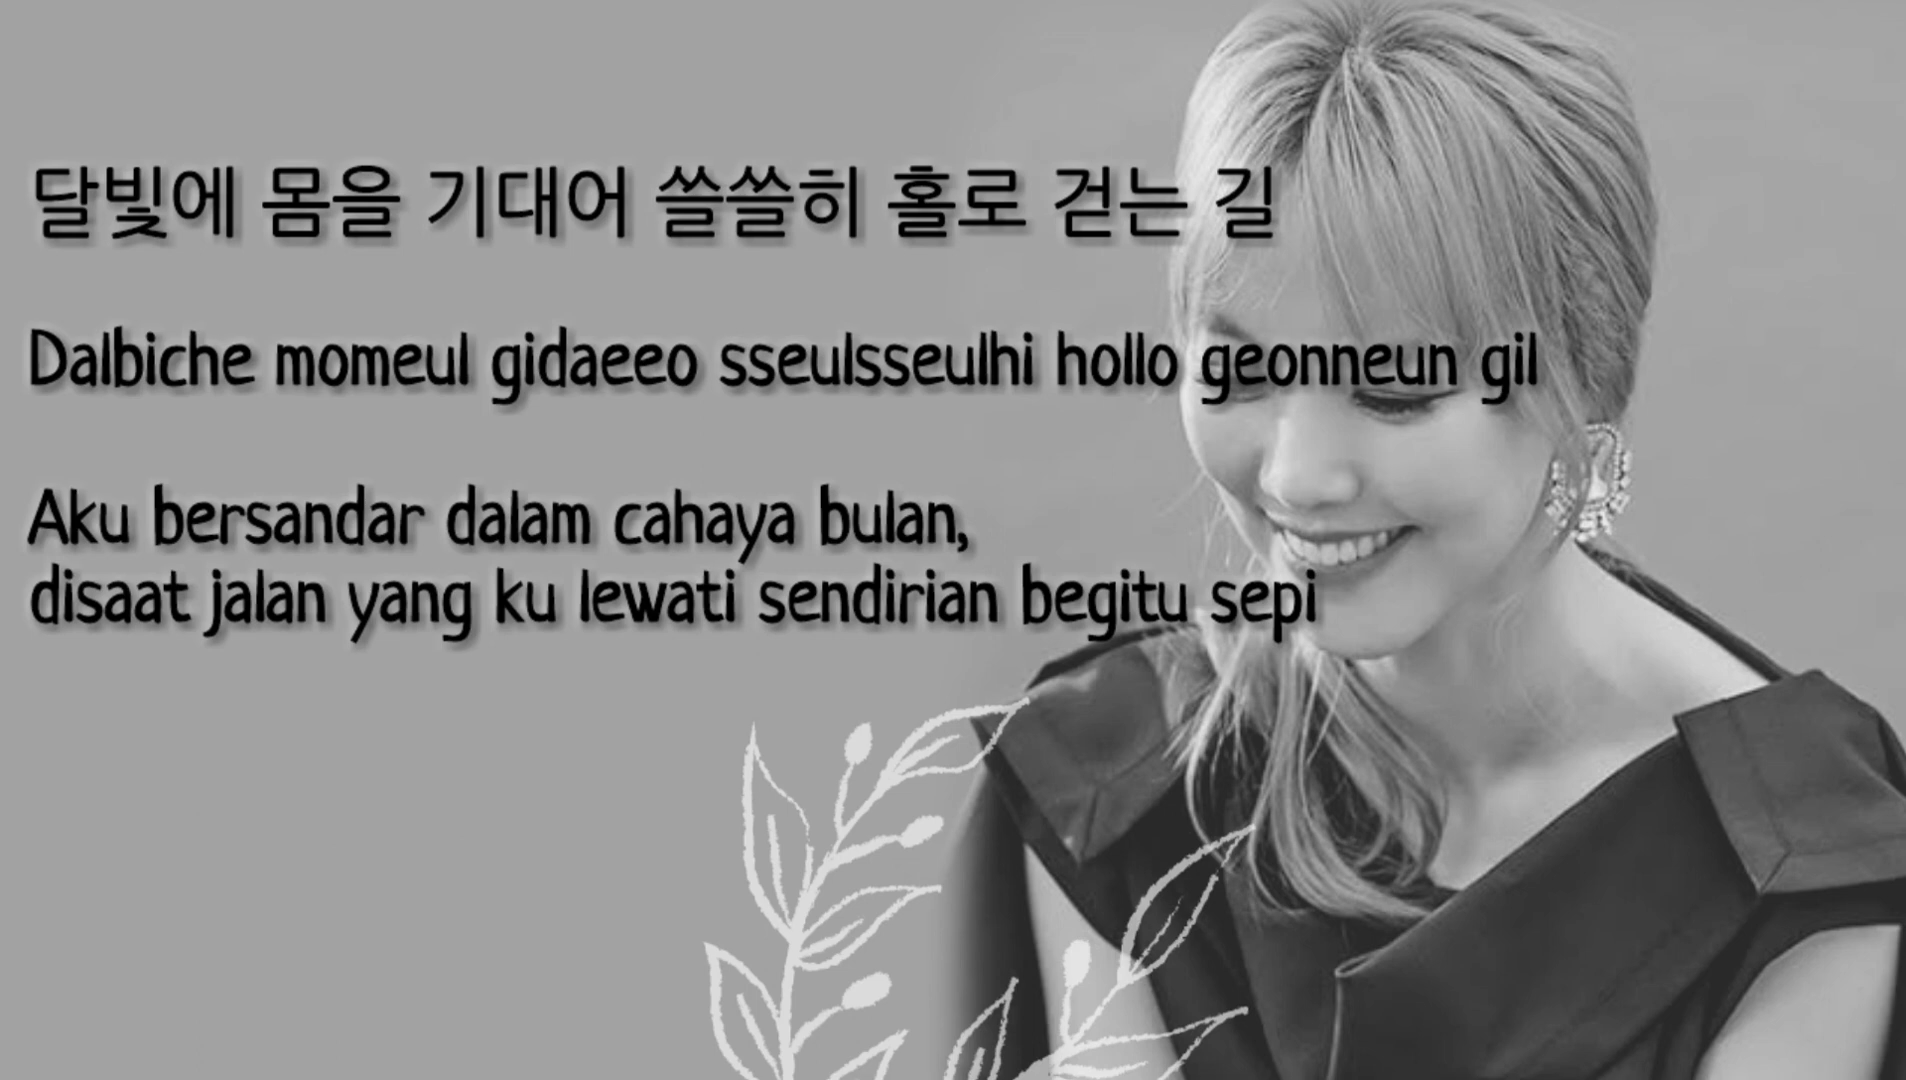 달빛에 몸을 기대어 쓸쓸히 홀로 걷는 길
Dalbiche momeul gidaeeo sseulsseulhi hollo geonneun gil
Aku bersandar dalam cahaya bulan,
disaat jalan yang ku lewati sendirian begitu sepi